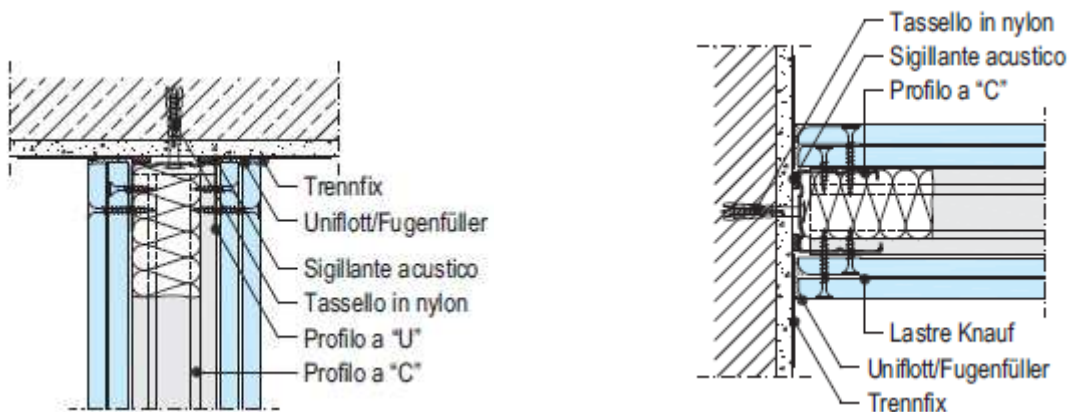 Trennfix
Uniflott/Fugenfüller
Sigillante acustico
Tassello in nylon
Profilo a “U”
Profilo a “C”
Tassello in nylon
Sigillante acustico
Profilo a “C”
Lastre Knauf
Uniflott/Fugenfüller
Trennfix